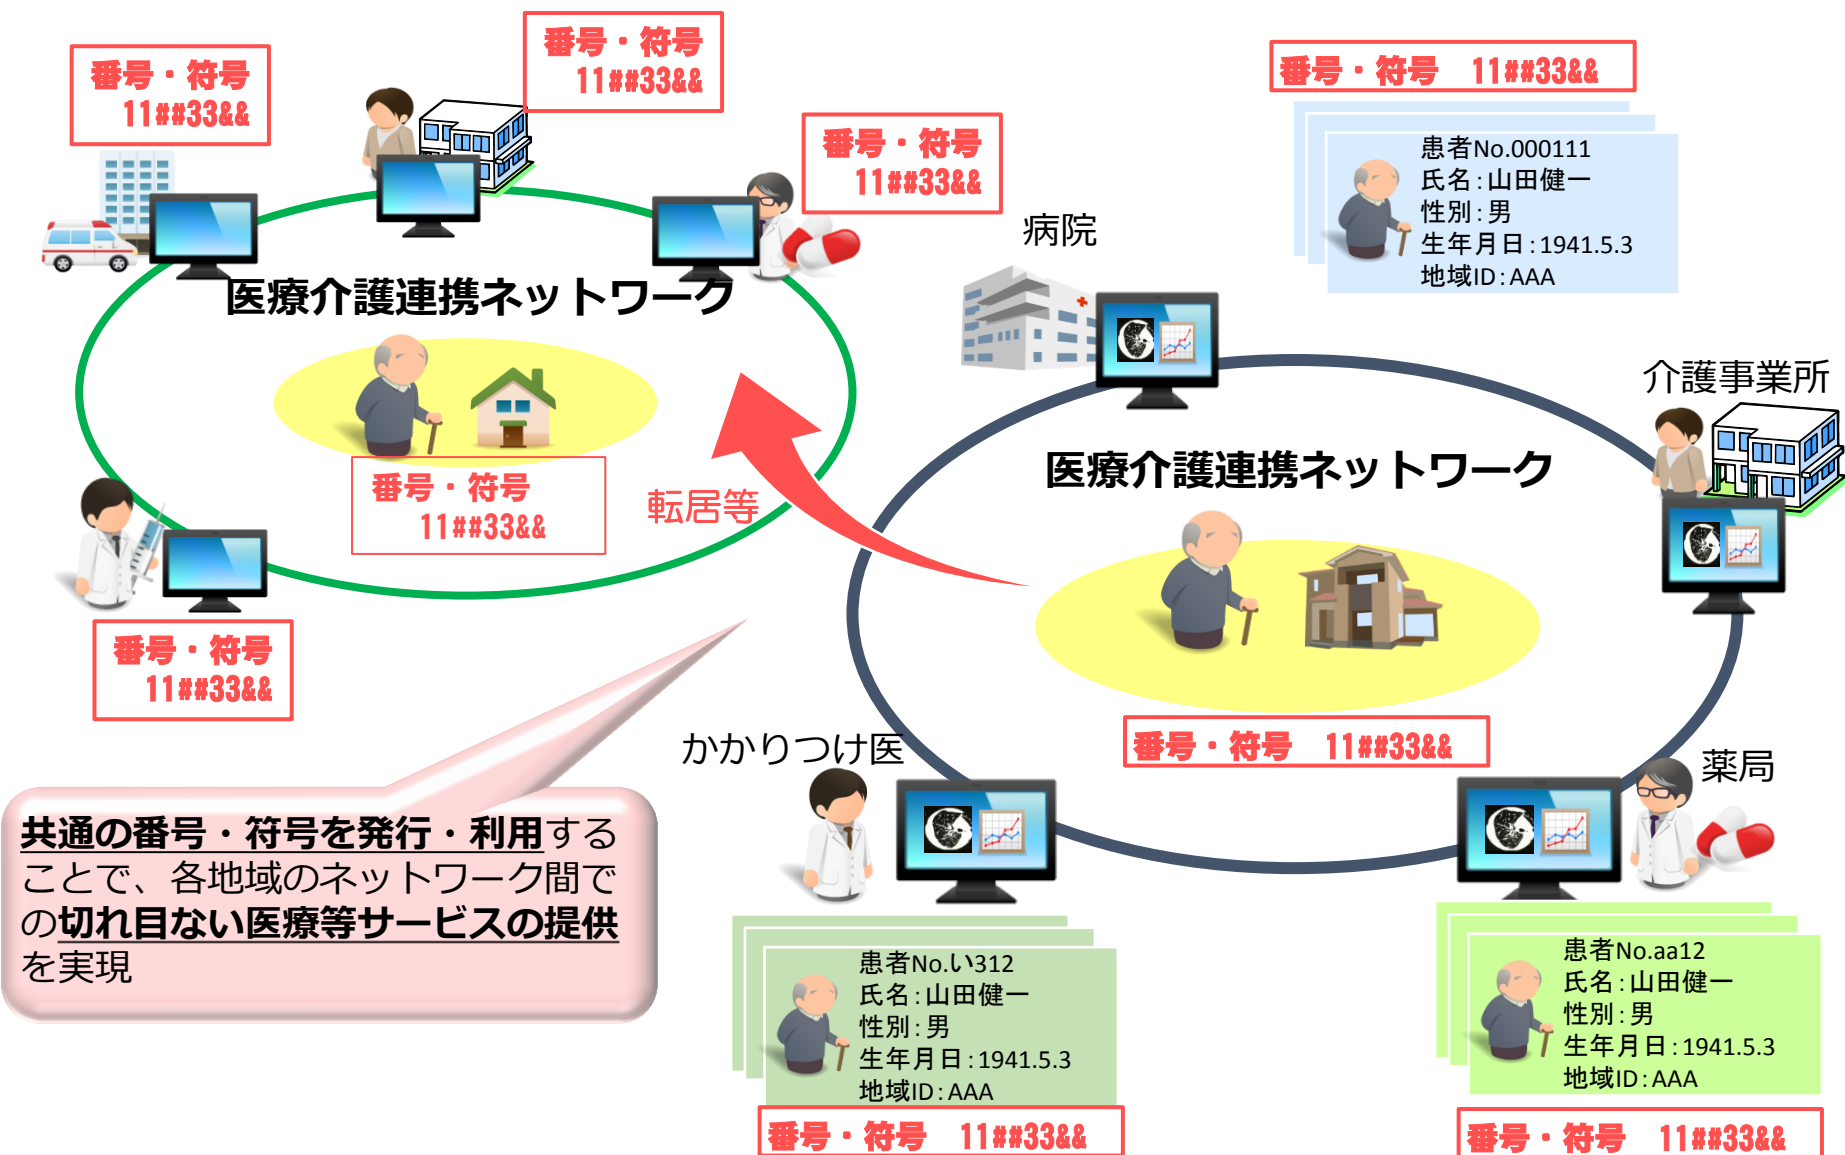 番号・符号
11##33&&
番号・符号
11##33&&
番号・符号
11##33&&
医療介護連携ネットワーク
番号・符号
11##33&&
転居等
番号・符号
11##33&&
共通の番号・符号を発行・利用する
ことで、各地域のネットワーク間で
の切れ目ない医療等サービスの提供
を実現
番号・符号 11##33&&
患者No.000111
氏名:山田健一
性別:男
生年月日:1941.5.3
地域ID:AAA
病院
介護事業所
医療介護連携ネットワーク
番号・符号 11##33&&
かかりつけ医
薬局
患者No.い312
氏名:山田健一
性別:男
生年月日:1941.5.3
地域ID:AAA
番号・符号 11##33&&
患者No.aa12
氏名:山田健一
性別:男
生年月日:1941.5.3
地域ID:AAA
番号・符号 11##33&&